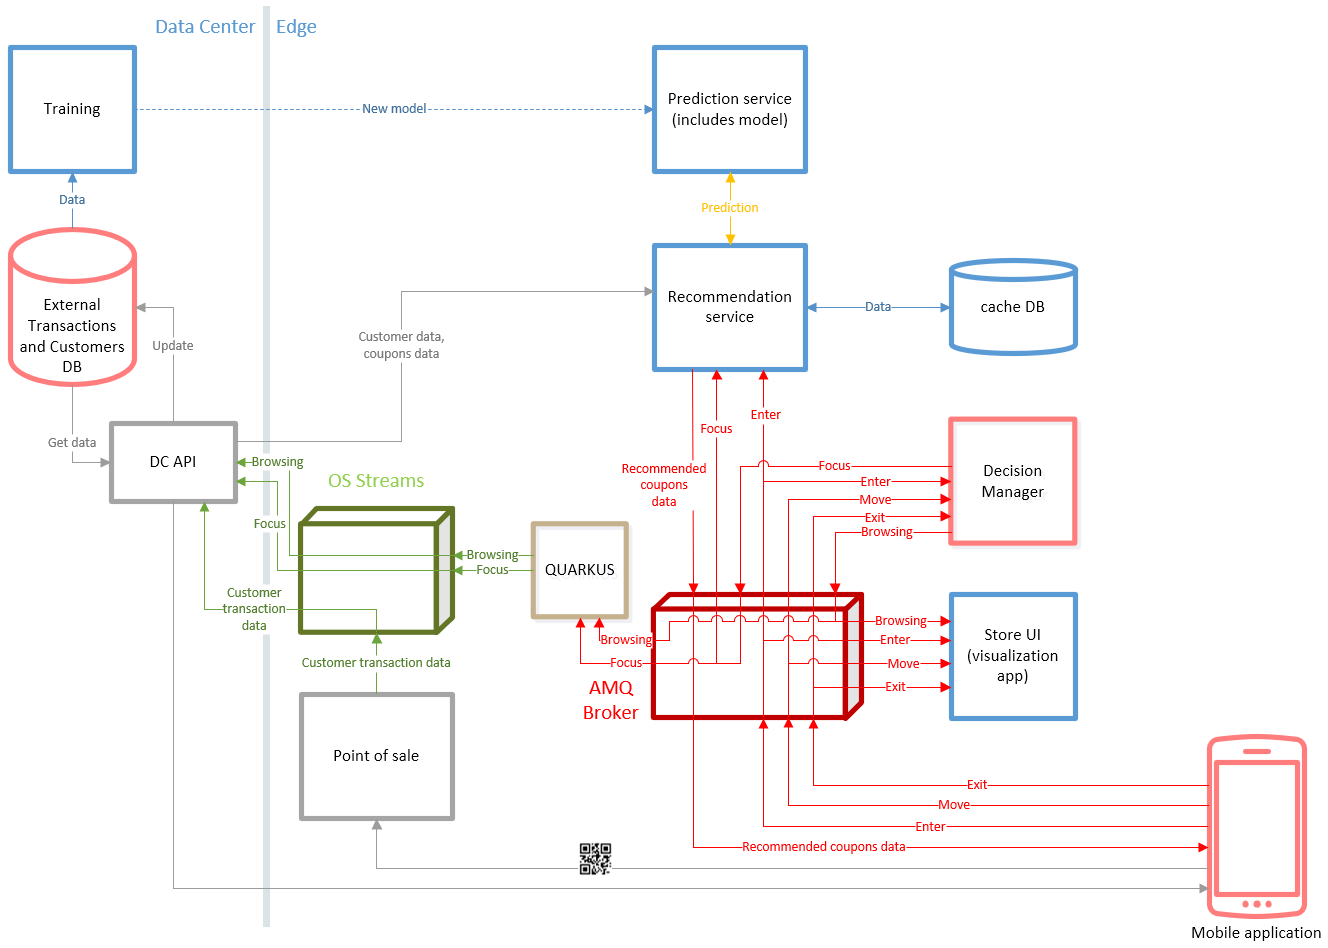 Data Center
Edge
Training
New model
Prediction service
(includes model)
Data
Prediction
External
Transactions
and Customers
DB
Update
Customer data,
coupons data
Recommendation
service
Data
cache DB
Get data
DC API
Browsing
Focus
OS Streams
Enter
Focus
Recommended
coupons
data
Focus
Enter
Move
Exit
Browsing
Decision
Manager
Browsing
Focus
QUARKUS
Customer
transaction
data
Customer transaction data
Browsing
Focus
AMQ
Broker
Browsing
Enter
Move
Exit
Store UI
(visualization
app)
Point of sale
Exit
Move
Enter
Recommended coupons data
Mobile application